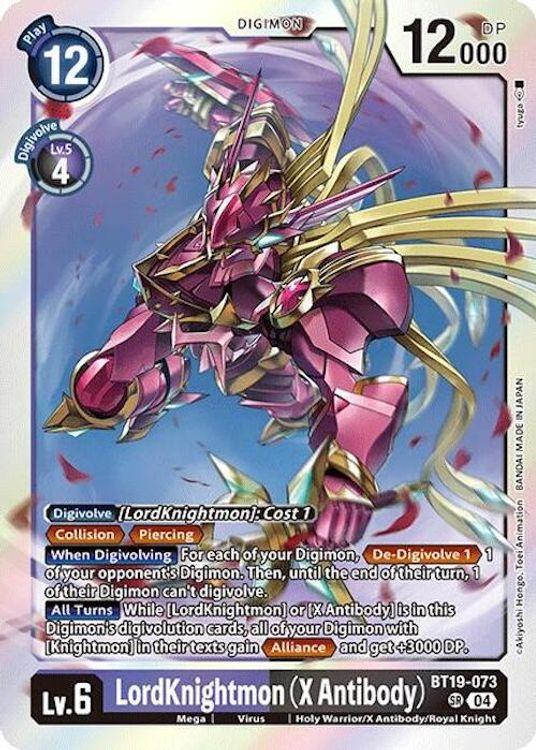 DIGIMON
Play
12
12000
DP
Digivolve
Lv.5
4
tyuga
©Akiyoshi Hongo, Toei Animation BANDAI MADE IN JAPAN
Digivolve [LordKnightmon]: Cost 1
Collision Piercing
When Digivolving For each of your Digimon, De-Digivolve 1 1
of your opponent's Digimon. Then, until the end of their turn, 1
of their Digimon can't digivolve.
All Turns While [LordKnightmon] or [X Antibody] is in this
Digimon's digivolution cards, all of your Digimon with
[Knightmon] in their texts gain Alliance and get +3000 DP.
Lv.6
LordKnightmon (X Antibody)
BT19-073
SR 04
Mega | Virus | Holy Warrior/X Antibody/Royal Knight